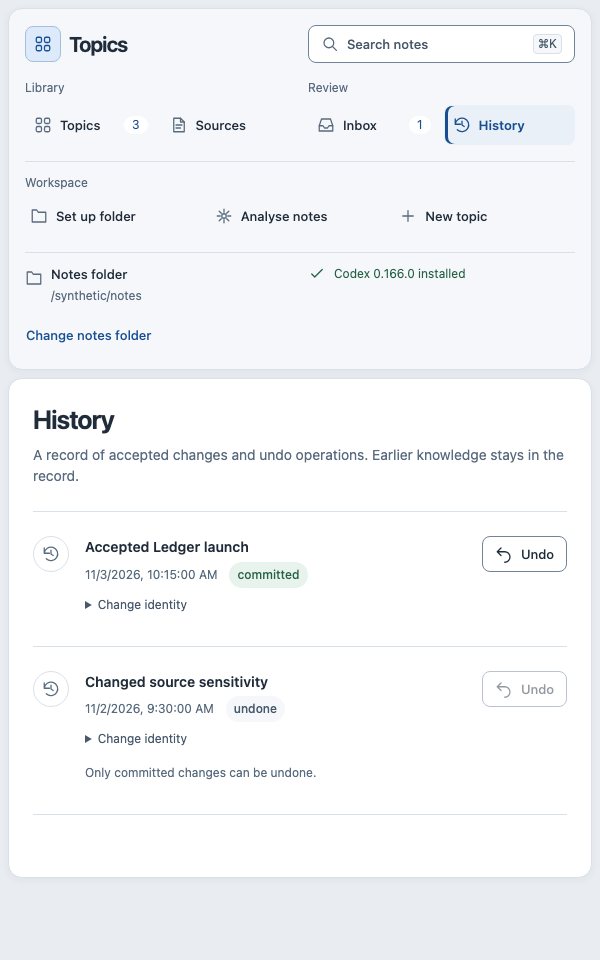 Topics
Search notes
⌘K
Library
Review
Topics
3
Sources
Inbox
1
History
Workspace
Set up folder
Analyse notes
New topic
Notes folder
/synthetic/notes
Codex 0.166.0 installed
Change notes folder
History
A record of accepted changes and undo operations. Earlier knowledge stays in the
record.
Accepted Ledger launch
Undo
11/3/2026, 10:15:00 AM
committed
Change identity
Changed source sensitivity
Undo
11/2/2026, 9:30:00 AM
undone
Change identity
Only committed changes can be undone.